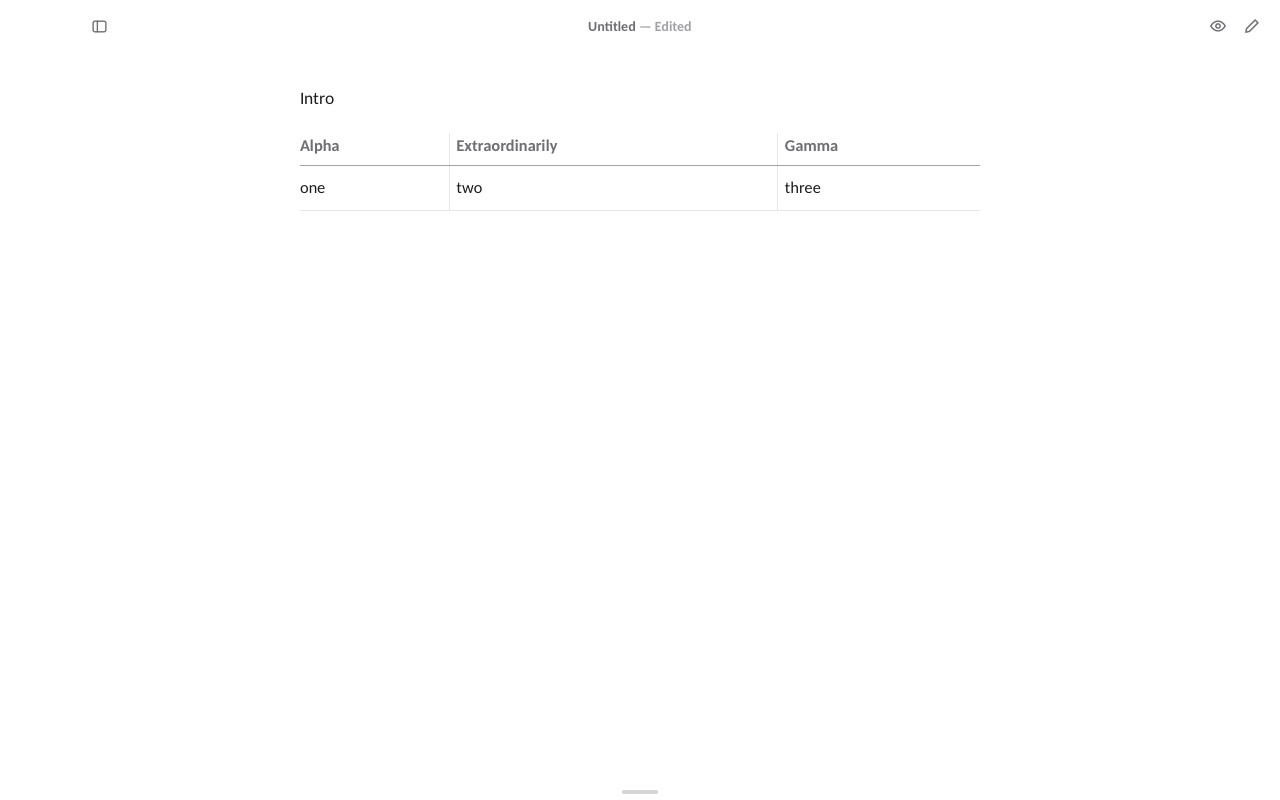 Untitled — Edited
Intro
Alpha Extraordinarily Gamma
one two three